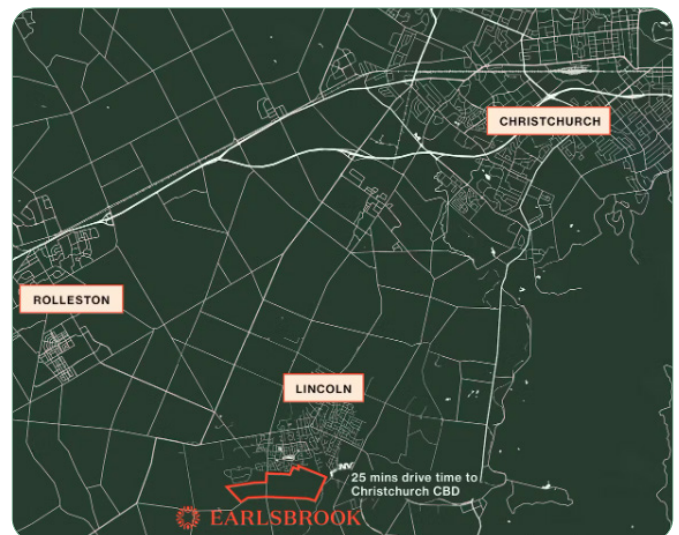 CHRISTCHURCH
ROLLESTON
LINCOLN
25 mins drive time to
Christchurch CBD
EARLSBROOK